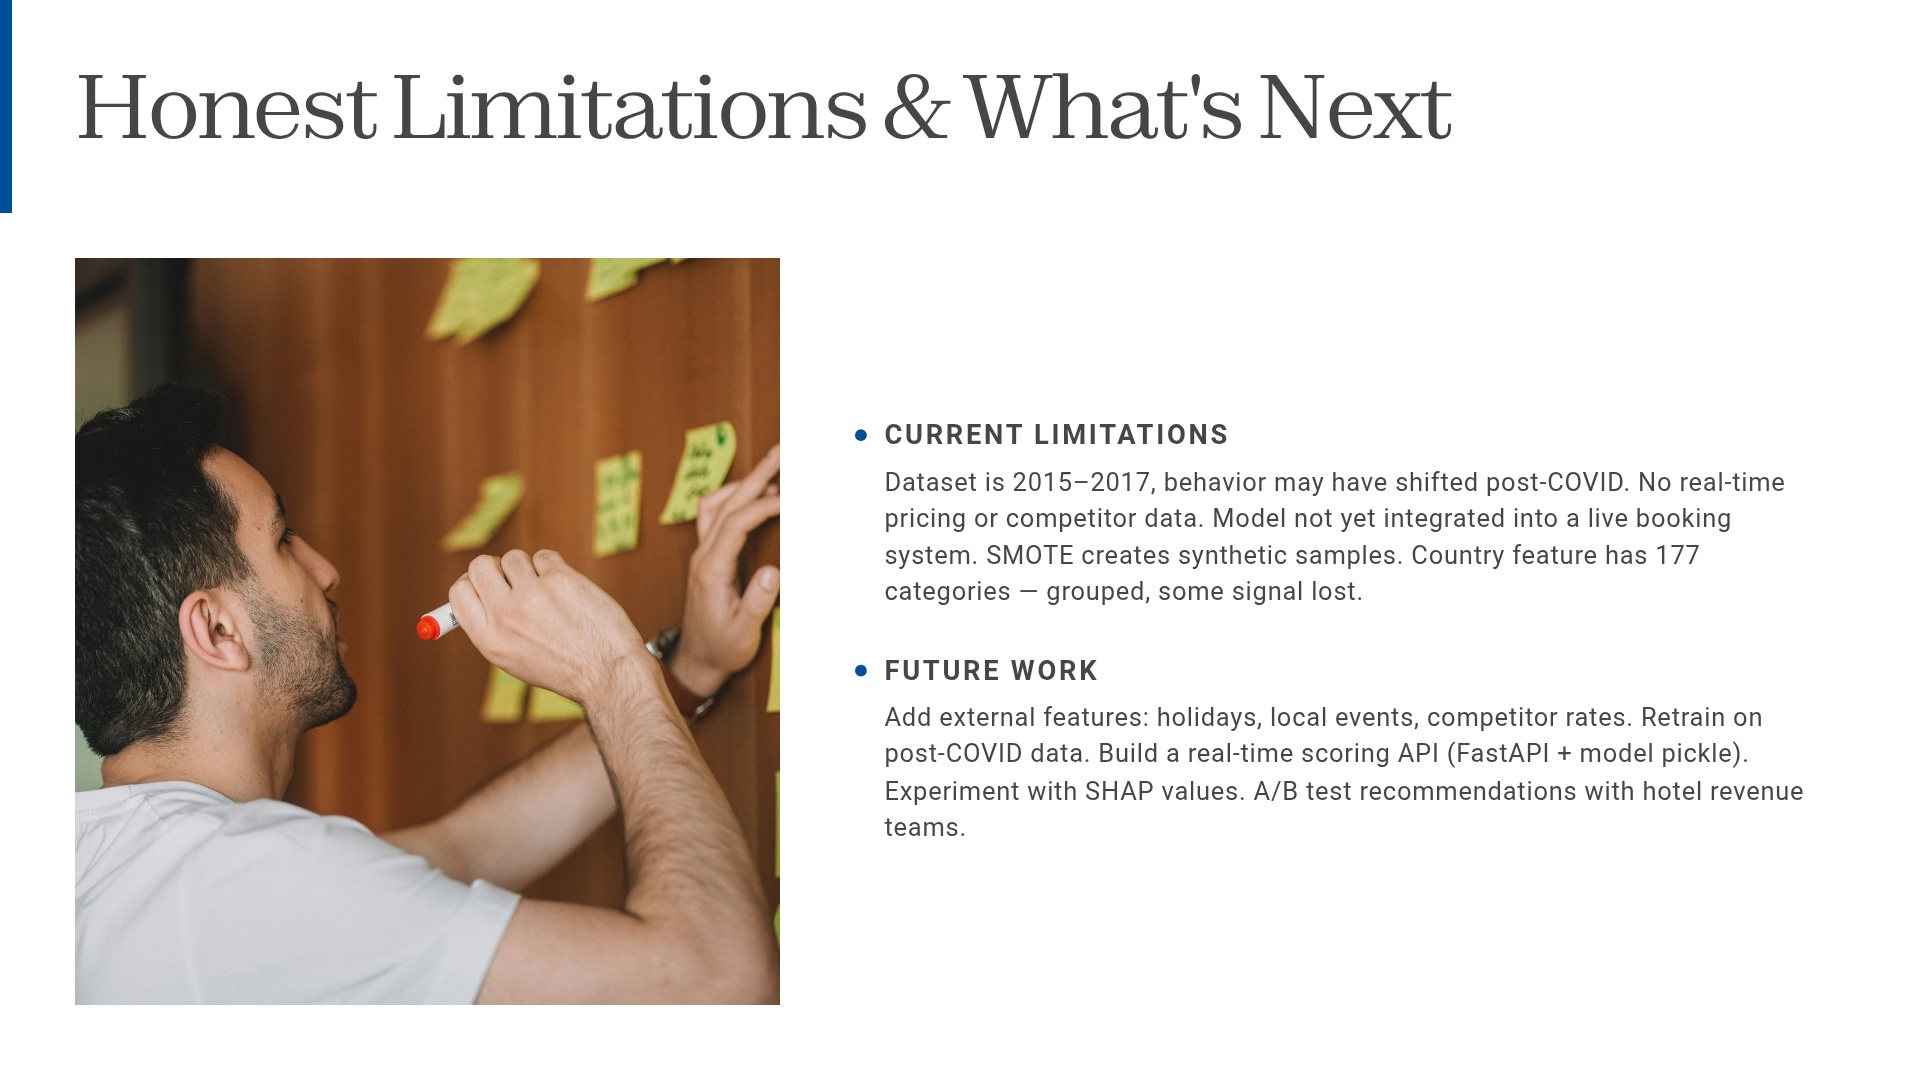 Honest Limitations & What's Next
CURRENT LIMITATIONS
Dataset is 2015–2017, behavior may have shifted post-COVID. No real-time
pricing or competitor data. Model not yet integrated into a live booking
system. SMOTE creates synthetic samples. Country feature has 177
categories — grouped, some signal lost.
FUTURE WORK
Add external features: holidays, local events, competitor rates. Retrain on
post-COVID data. Build a real-time scoring API (FastAPI + model pickle).
Experiment with SHAP values. A/B test recommendations with hotel revenue
teams.